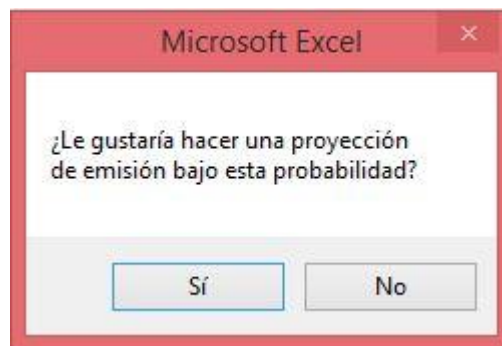 Microsoft Excel
¿Le gustaría hacer una proyección
de emisión bajo esta probabilidad?
Sí
No